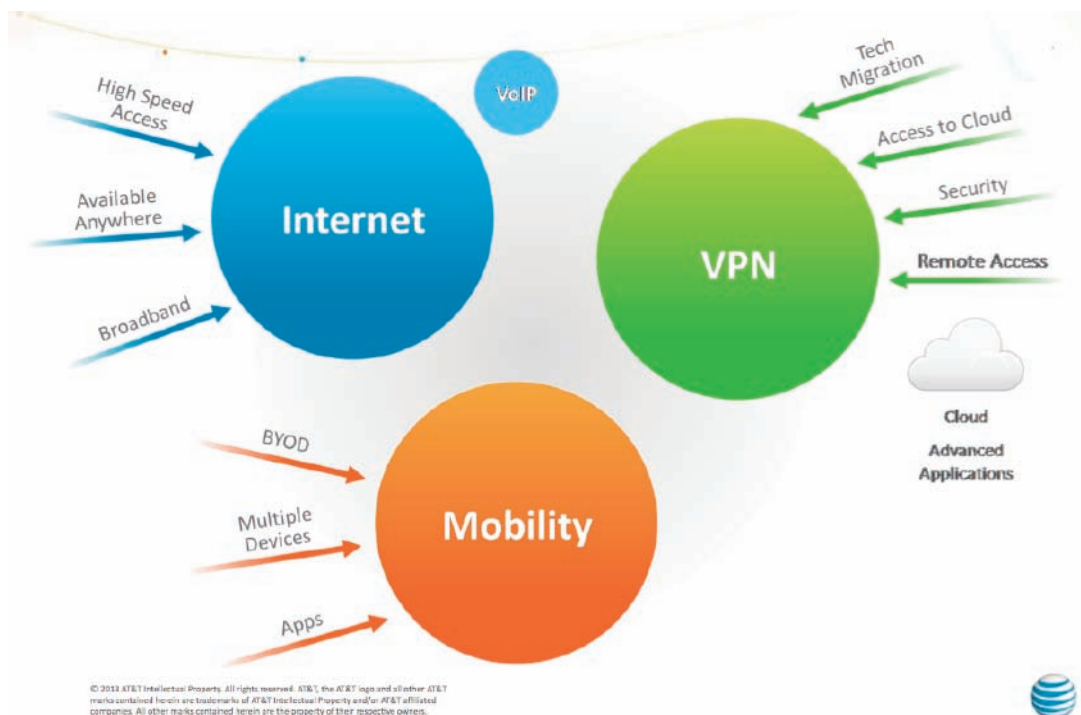 High Speed
Access
Available
Anywhere
Broadband
Internet
VoIP
Tech
Migration
Access to Cloud
Security
Remote Access
VPN
Cloud
Advanced
Applications
BYOD
Multiple
Devices
Apps
Mobility
© 2013 AT&T Intellectual Property. All rights reserved. AT&T, the AT&T logo and all other AT&T
marks contained herein are trademarks of AT&T Intellectual Property and/or AT&T affiliated
companies. All other marks contained herein are the property of their respective owners.